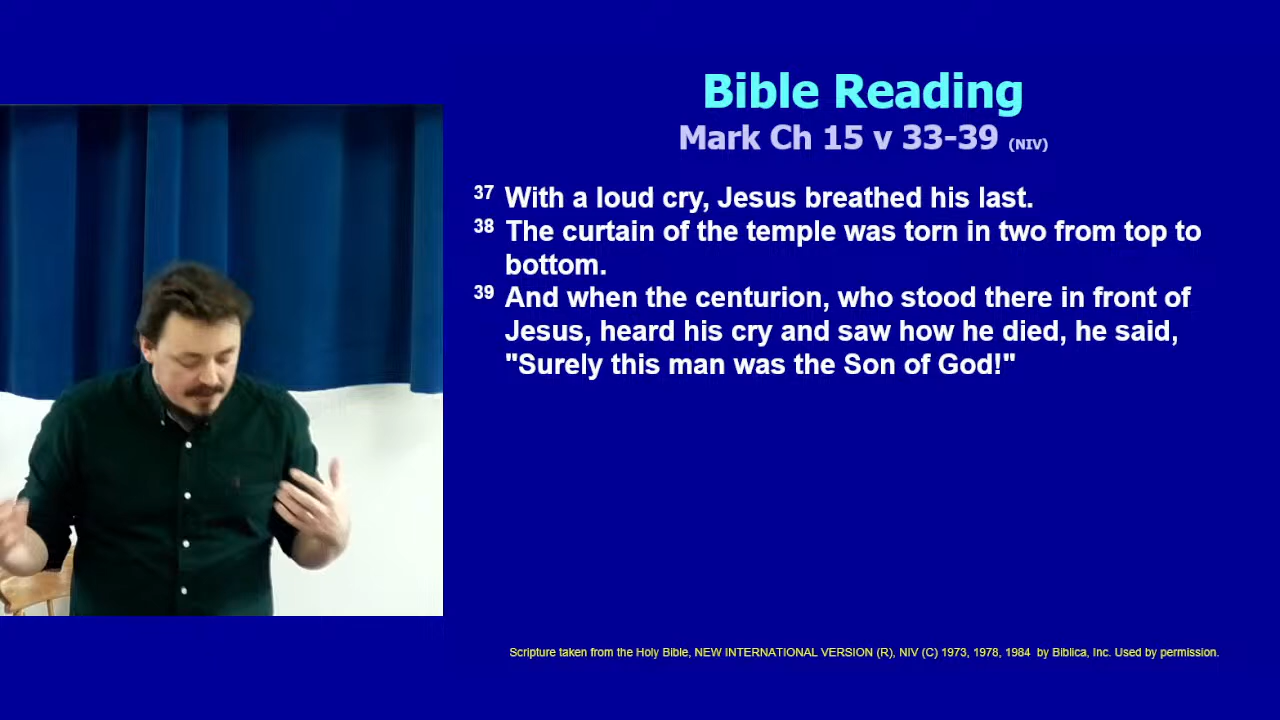 Bible Reading
Mark Ch 15 v 33-39 (NIV)
37 With a loud cry, Jesus breathed his last.
38 The curtain of the temple was torn in two from top to
bottom.
39 And when the centurion, who stood there in front of
Jesus, heard his cry and saw how he died, he said,
"Surely this man was the Son of God!"
Scripture taken from the Holy Bible, NEW INTERNATIONAL VERSION (R), NIV (C) 1973, 1978, 1984 by Biblica, Inc. Used by permission.